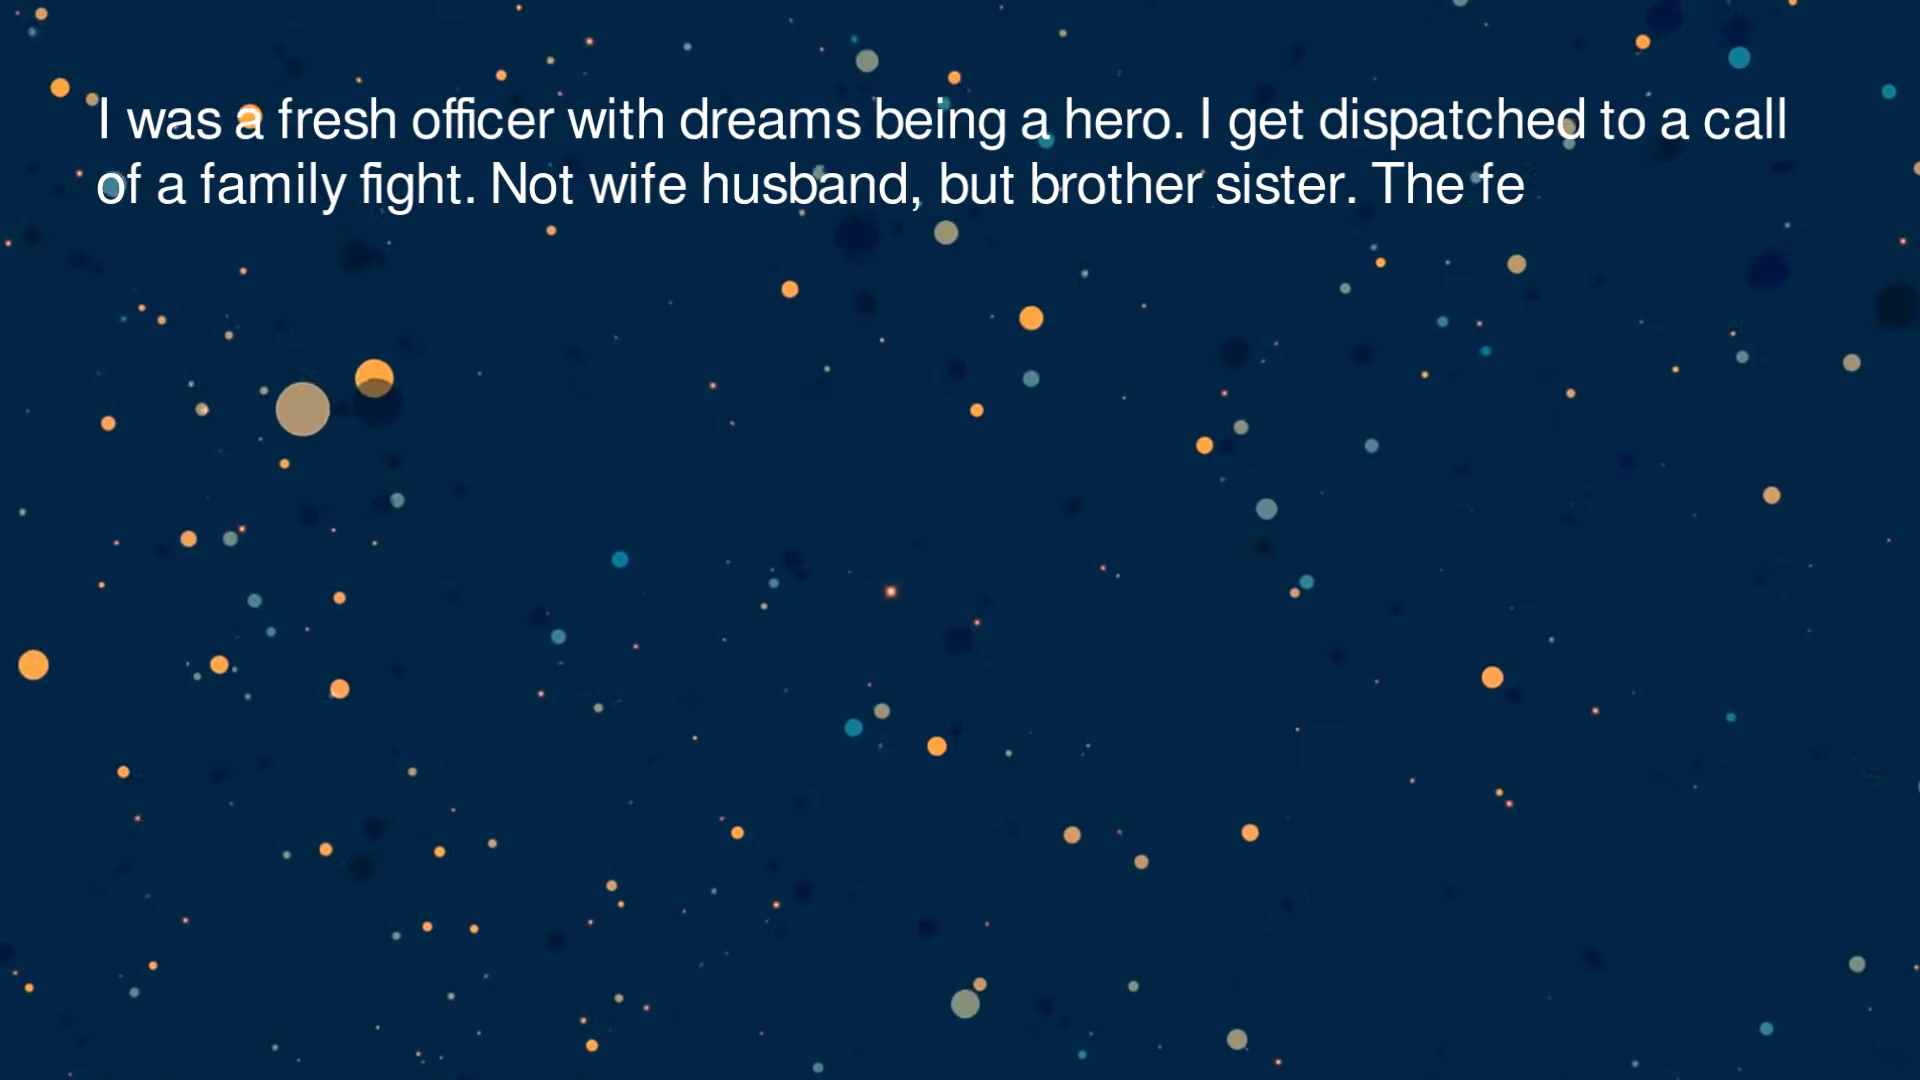 I was a fresh officer with dreams being a hero. I get dispatched to a call
of a family fight. Not wife husband, but brother sister. The fe